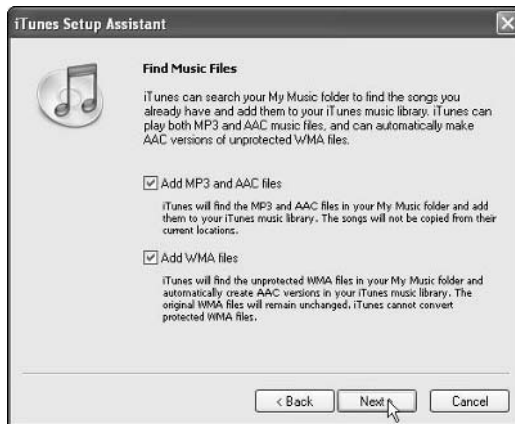 iTunes Setup Assistant
Find Music Files
iTunes can search your My Music folder to find the songs you
already have and add them to your iTunes music library. iTunes can
play both MP3 and AAC music files, and can automatically make
AAC versions of unprotected WMA files.
Add MP3 and AAC files
iTunes will find the MP3 and AAC files in your My Music folder and add
them to your iTunes music library. The songs will not be copied from their
current locations.
Add WMA files
iTunes will find the unprotected WMA files in your My Music folder and
automatically create AAC versions in your iTunes music library. The
original WMA files will remain unchanged. iTunes cannot convert
protected WMA files.
< Back Next > Cancel